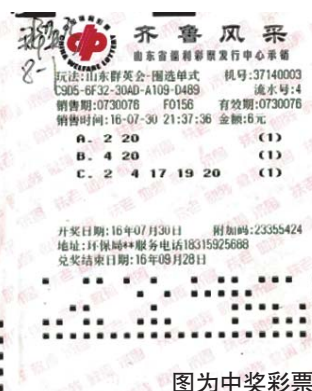 齐鲁风采
山东省福利彩票发行中心承销
玩法:山东群英会-围选单式 机号:37140003
C9D5-6F32-30AD-A109-D489 流水号:4
销售期:0730076 F0156 有效期:0730076
销售时间:16-07-30 21:37:36 金额:6元
A. 2 20 (1)
B. 4 20 (1)
C. 2 4 17 19 20 (1)
开奖日期:16年07月30日 附加码:23355424
地址:环保局**服务电话18315925688
兑奖结束日期:16年09月28日
图为中奖彩票